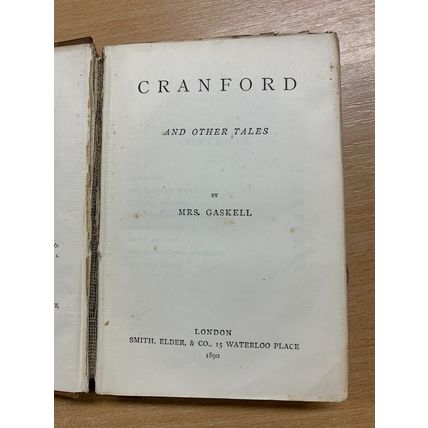 CRANFORD
AND OTHER TALES
BY
MRS. GASKELL
LONDON
SMITH, ELDER, & CO., 15 WATERLOO PLACE
1890